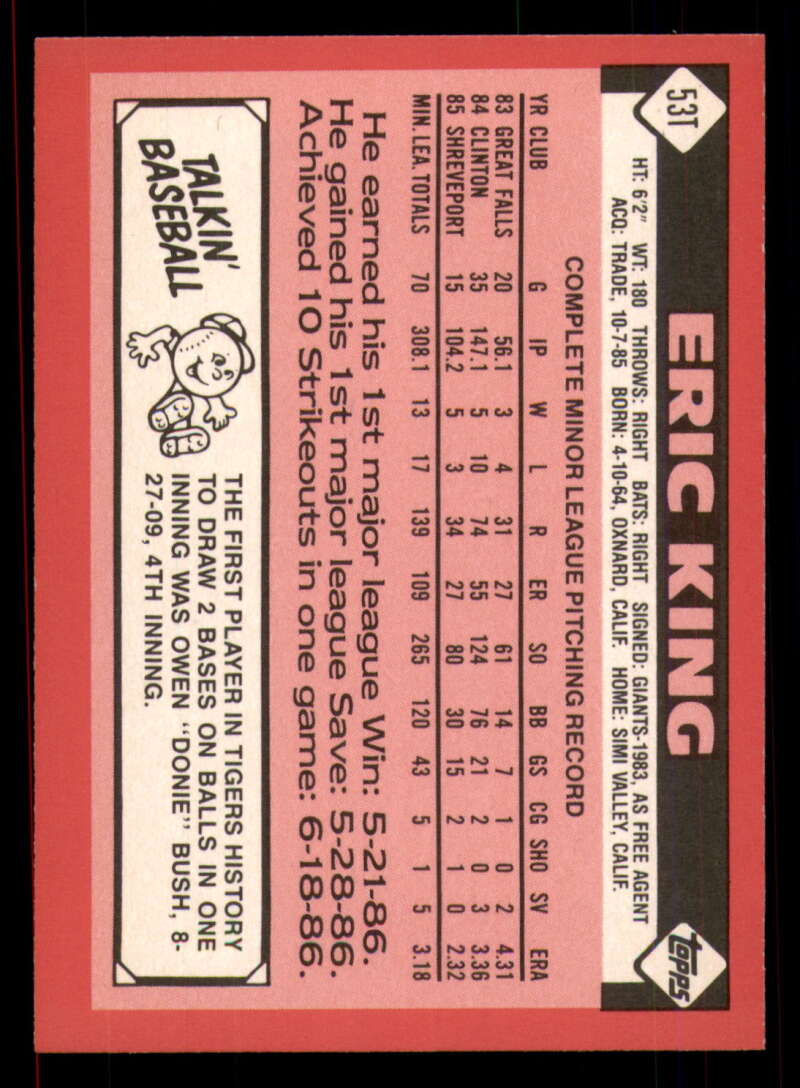 53T
ERIC KING
topps
HT: 6'2" WT: 180 THROWS: RIGHT BATS: RIGHT SIGNED: GIANTS-1983, AS FREE AGENT
ACQ: TRADE, 10-7-85 BORN: 4-10-64, OXNARD, CALIF. HOME: SIMI VALLEY, CALIF.
COMPLETE MINOR LEAGUE PITCHING RECORD
YR CLUB G IP W L R ER SO BB GS CG SHO SV ERA
83 GREAT FALLS 20 56.1 3 4 31 27 61 14 7 1 0 2 4.31
84 CLINTON 35 147.1 5 10 74 55 124 76 21 2 0 3 3.36
85 SHREVEPORT 15 104.2 5 3 34 27 80 30 15 2 1 0 2.32
MIN. LEA. TOTALS 70 308.1 13 17 139 109 265 120 43 5 1 5 3.18
He earned his 1st major league Win: 5-21-86.
He gained his 1st major league Save: 5-28-86.
Achieved 10 Strikeouts in one game: 6-18-86.
TALKIN'
BASEBALL
THE FIRST PLAYER IN TIGERS HISTORY
TO DRAW 2 BASES ON BALLS IN ONE
INNING WAS OWEN "DONIE" BUSH, 8-
27-09, 4TH INNING.